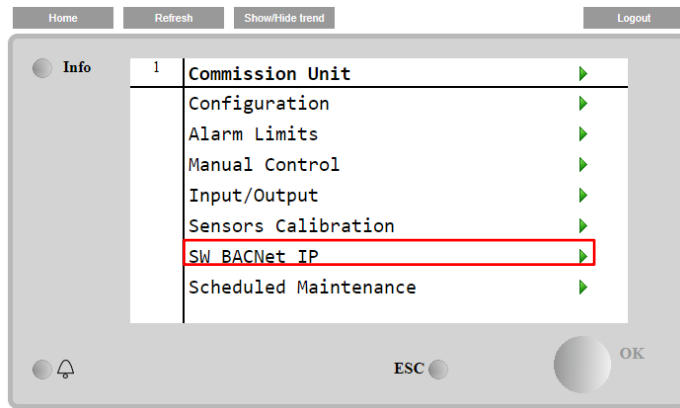 Home Refresh Show/Hide trend Logout
Info
1 Commission Unit
Configuration
Alarm Limits
Manual Control
Input/Output
Sensors Calibration
SW BACNet IP
Scheduled Maintenance
ESC OK